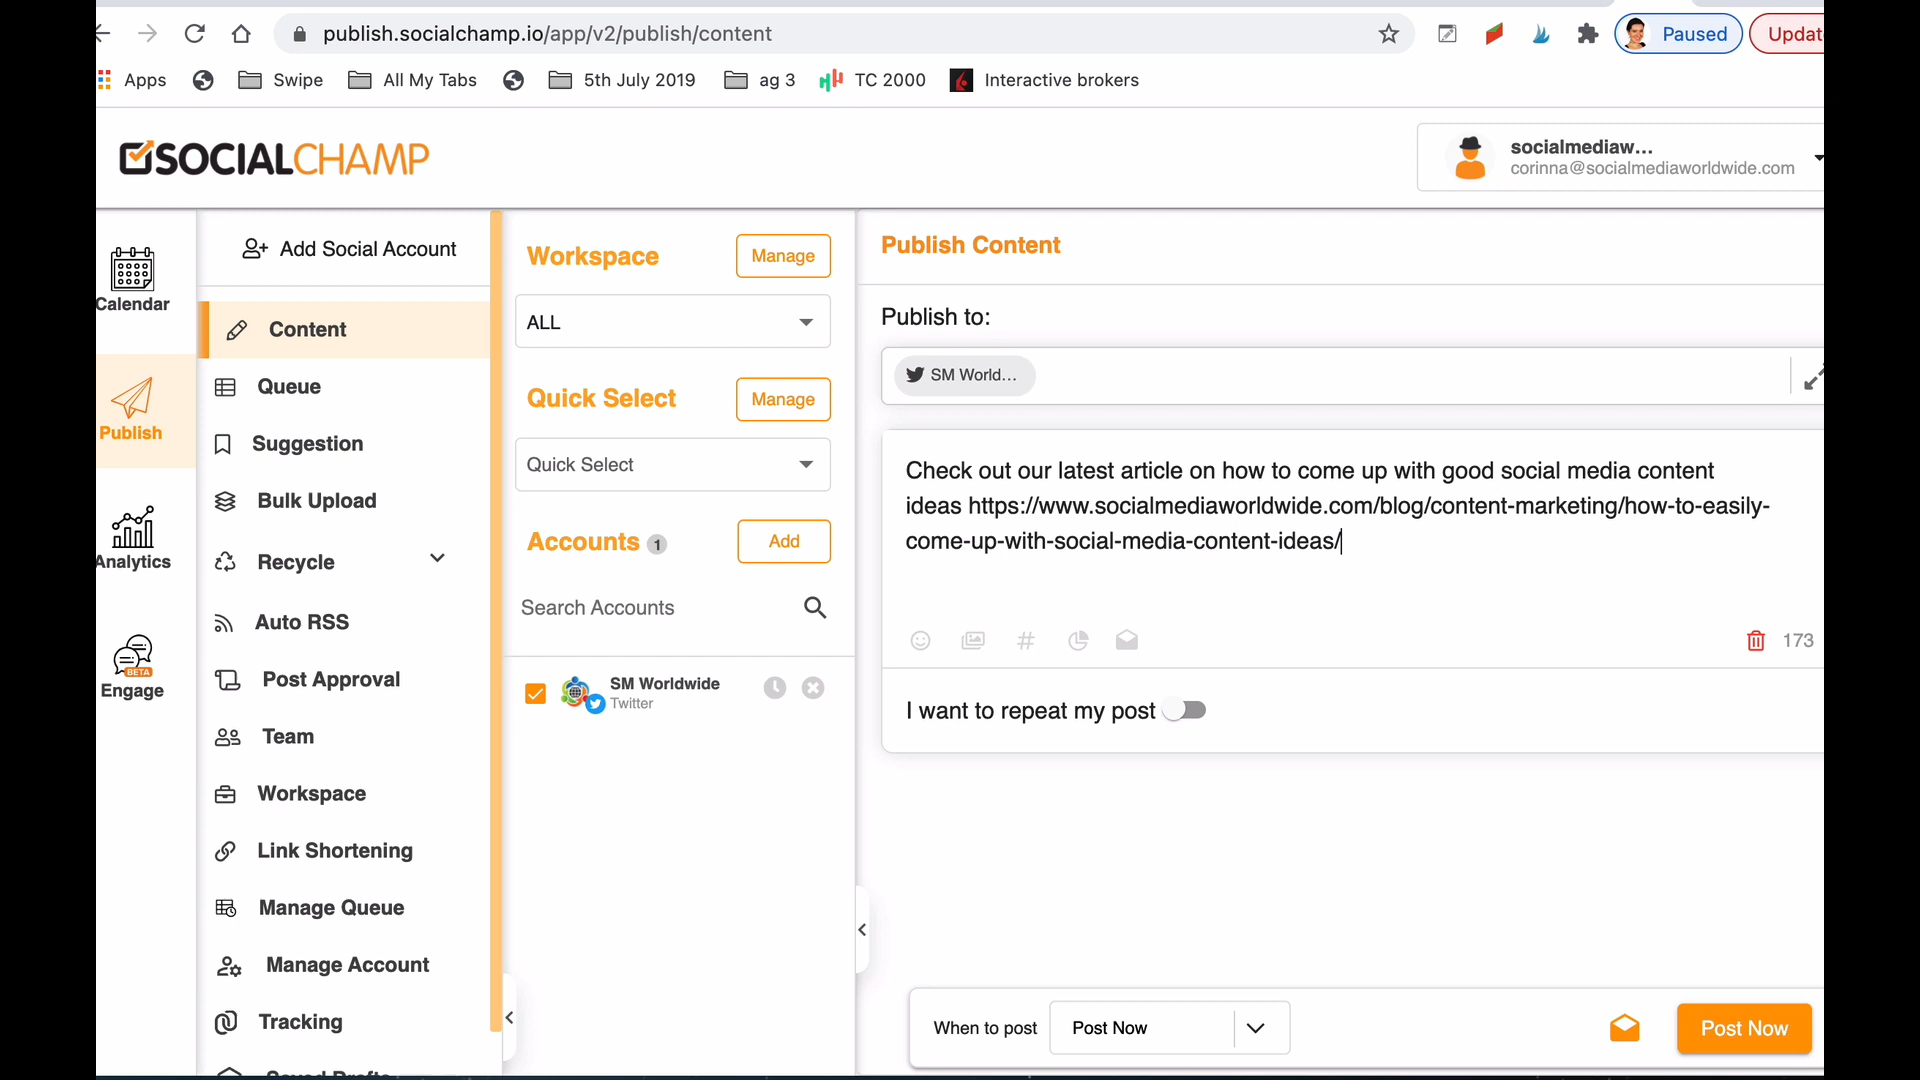 publish.socialchamp.io/app/v2/publish/content
Paused
Updat
Apps
Swipe
All My Tabs
5th July 2019
ag 3
TC 2000
Interactive brokers
SOCIALCHAMP
socialmediaw...
corinna@socialmediaworldwide.com
Calendar
Publish
Analytics
BETA
Engage
Add Social Account
Content
Queue
Suggestion
Bulk Upload
Recycle
Auto RSS
Post Approval
Team
Workspace
Link Shortening
Manage Queue
Manage Account
Tracking
Saved Drafts
Workspace
Manage
ALL
Quick Select
Manage
Quick Select
Accounts 1
Add
Search Accounts
SM Worldwide
Twitter
Publish Content
Publish to:
SM World...
Check out our latest article on how to come up with good social media content
ideas https://www.socialmediaworldwide.com/blog/content-marketing/how-to-easily-
come-up-with-social-media-content-ideas/
173
I want to repeat my post
When to post
Post Now
Post Now